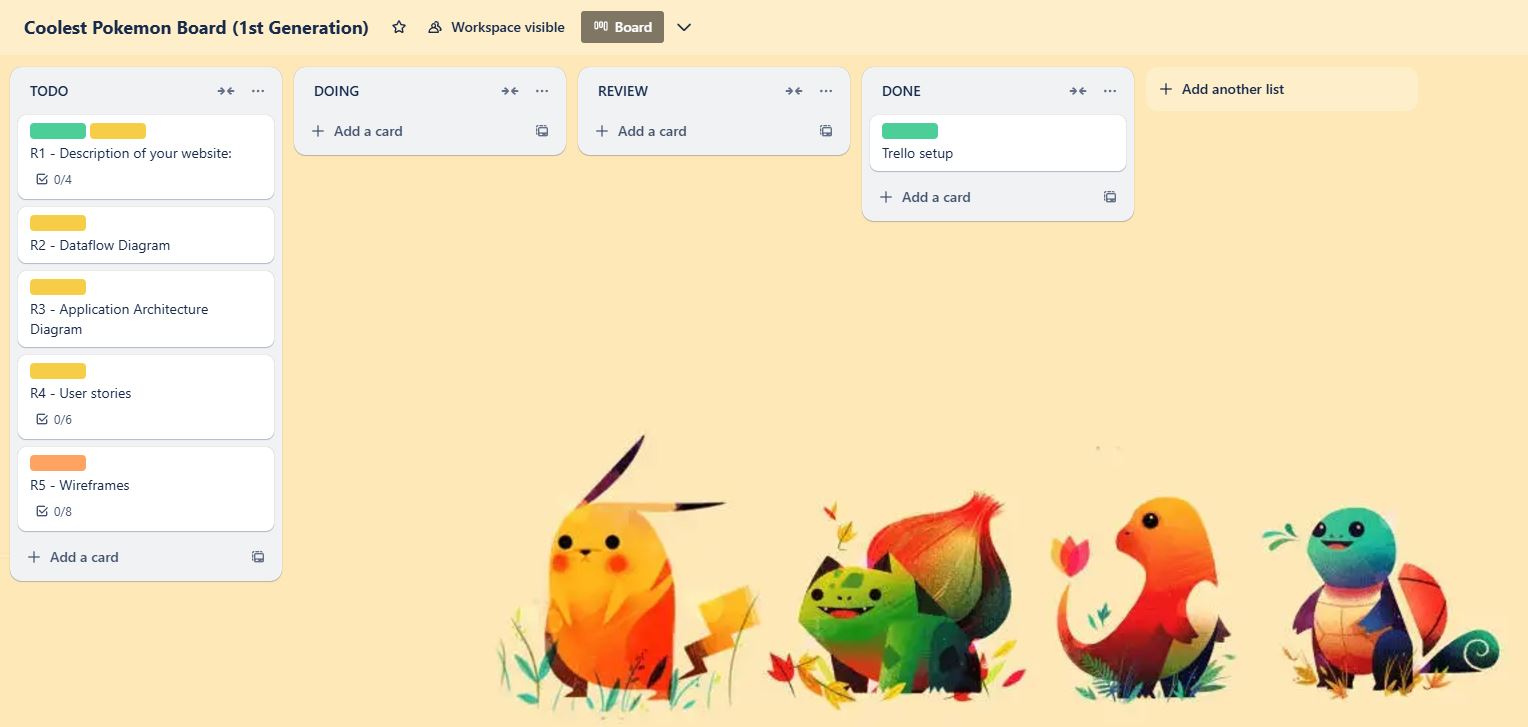 Coolest Pokemon Board (1st Generation)
Workspace visible
Board
TODO
R1 - Description of your website:
0/4
R2 - Dataflow Diagram
R3 - Application Architecture
Diagram
R4 - User stories
0/6
R5 - Wireframes
0/8
Add a card
DOING
Add a card
REVIEW
Add a card
DONE
Trello setup
Add a card
Add another list